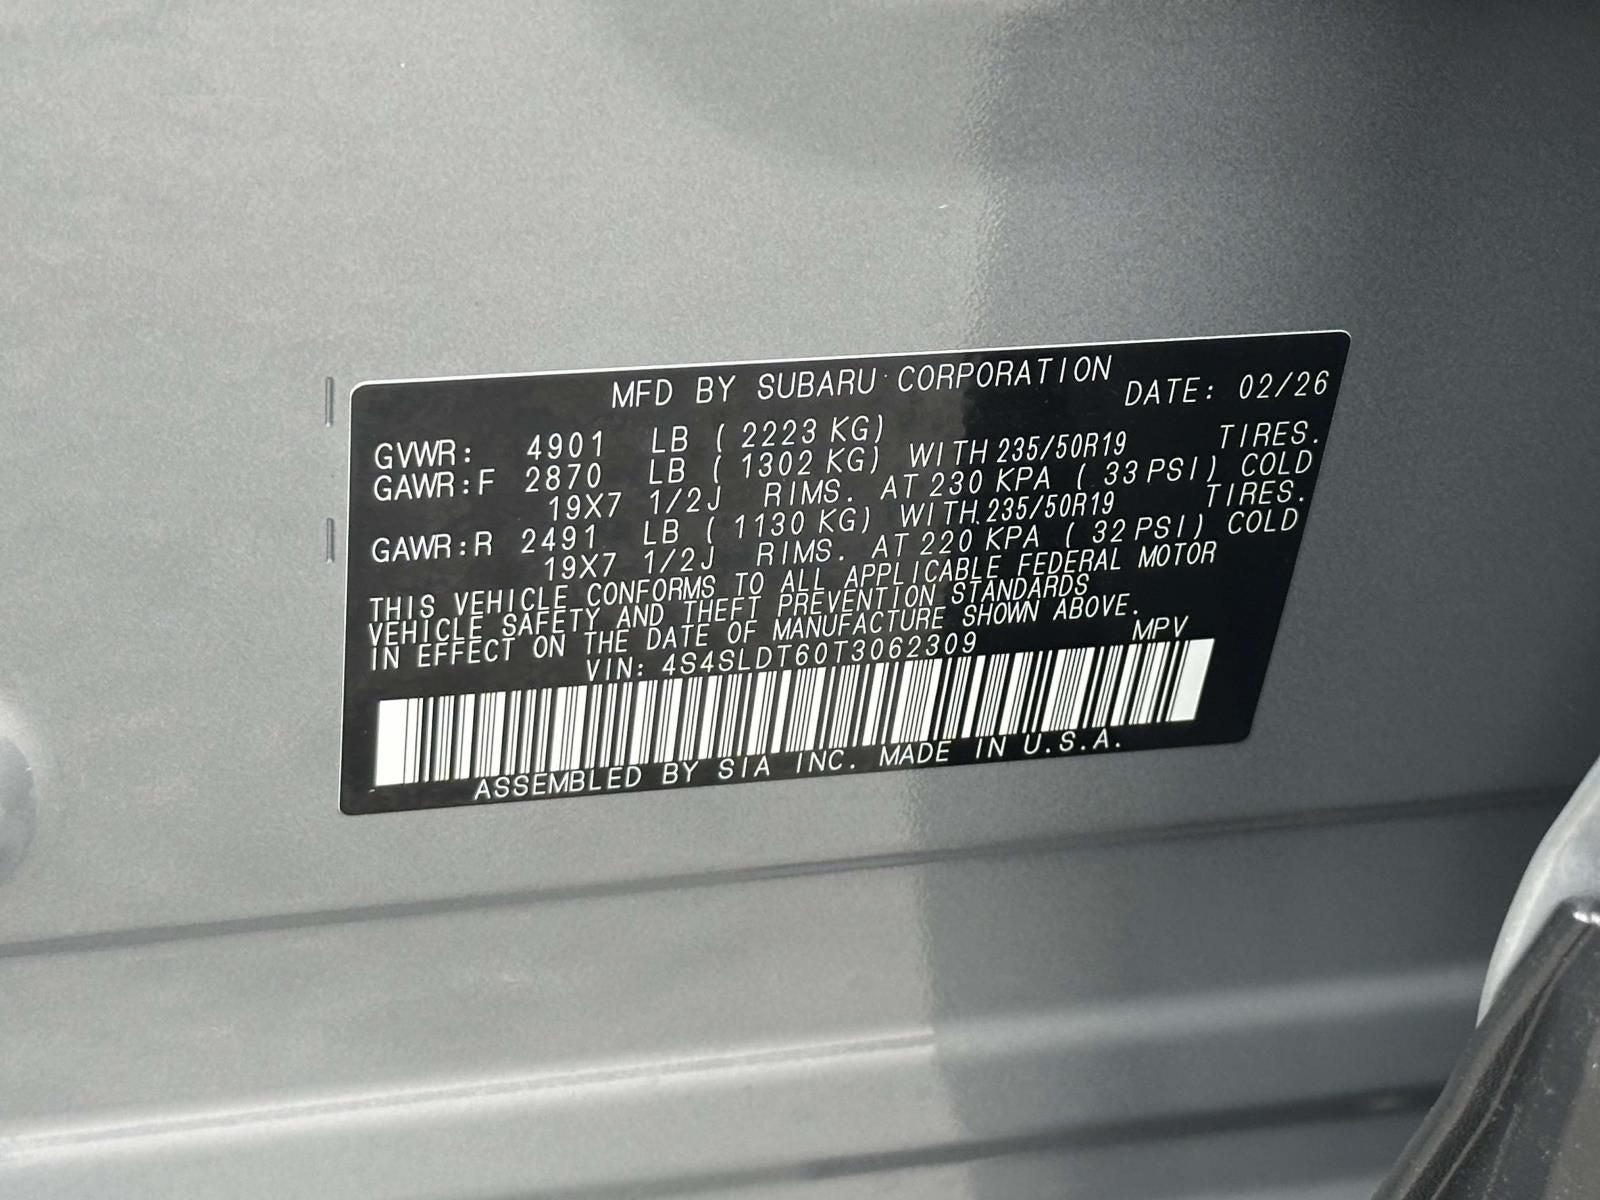 MFD BY SUBARU CORPORATION DATE: 02/26
GVWR: 4901 LB ( 2223 KG)
GAWR:F 2870 LB ( 1302 KG) WITH 235/50R19 TIRES.
19X7 1/2J RIMS. AT 230 KPA ( 33 PSI) COLD
GAWR:R 2491 LB ( 1130 KG) WITH 235/50R19 TIRES.
19X7 1/2J RIMS. AT 220 KPA ( 32 PSI) COLD
THIS VEHICLE CONFORMS TO ALL APPLICABLE FEDERAL MOTOR
VEHICLE SAFETY AND THEFT PREVENTION STANDARDS
IN EFFECT ON THE DATE OF MANUFACTURE SHOWN ABOVE.
VIN: 4S4SLDT60T3062309 MPV
ASSEMBLED BY SIA INC. MADE IN U.S.A.